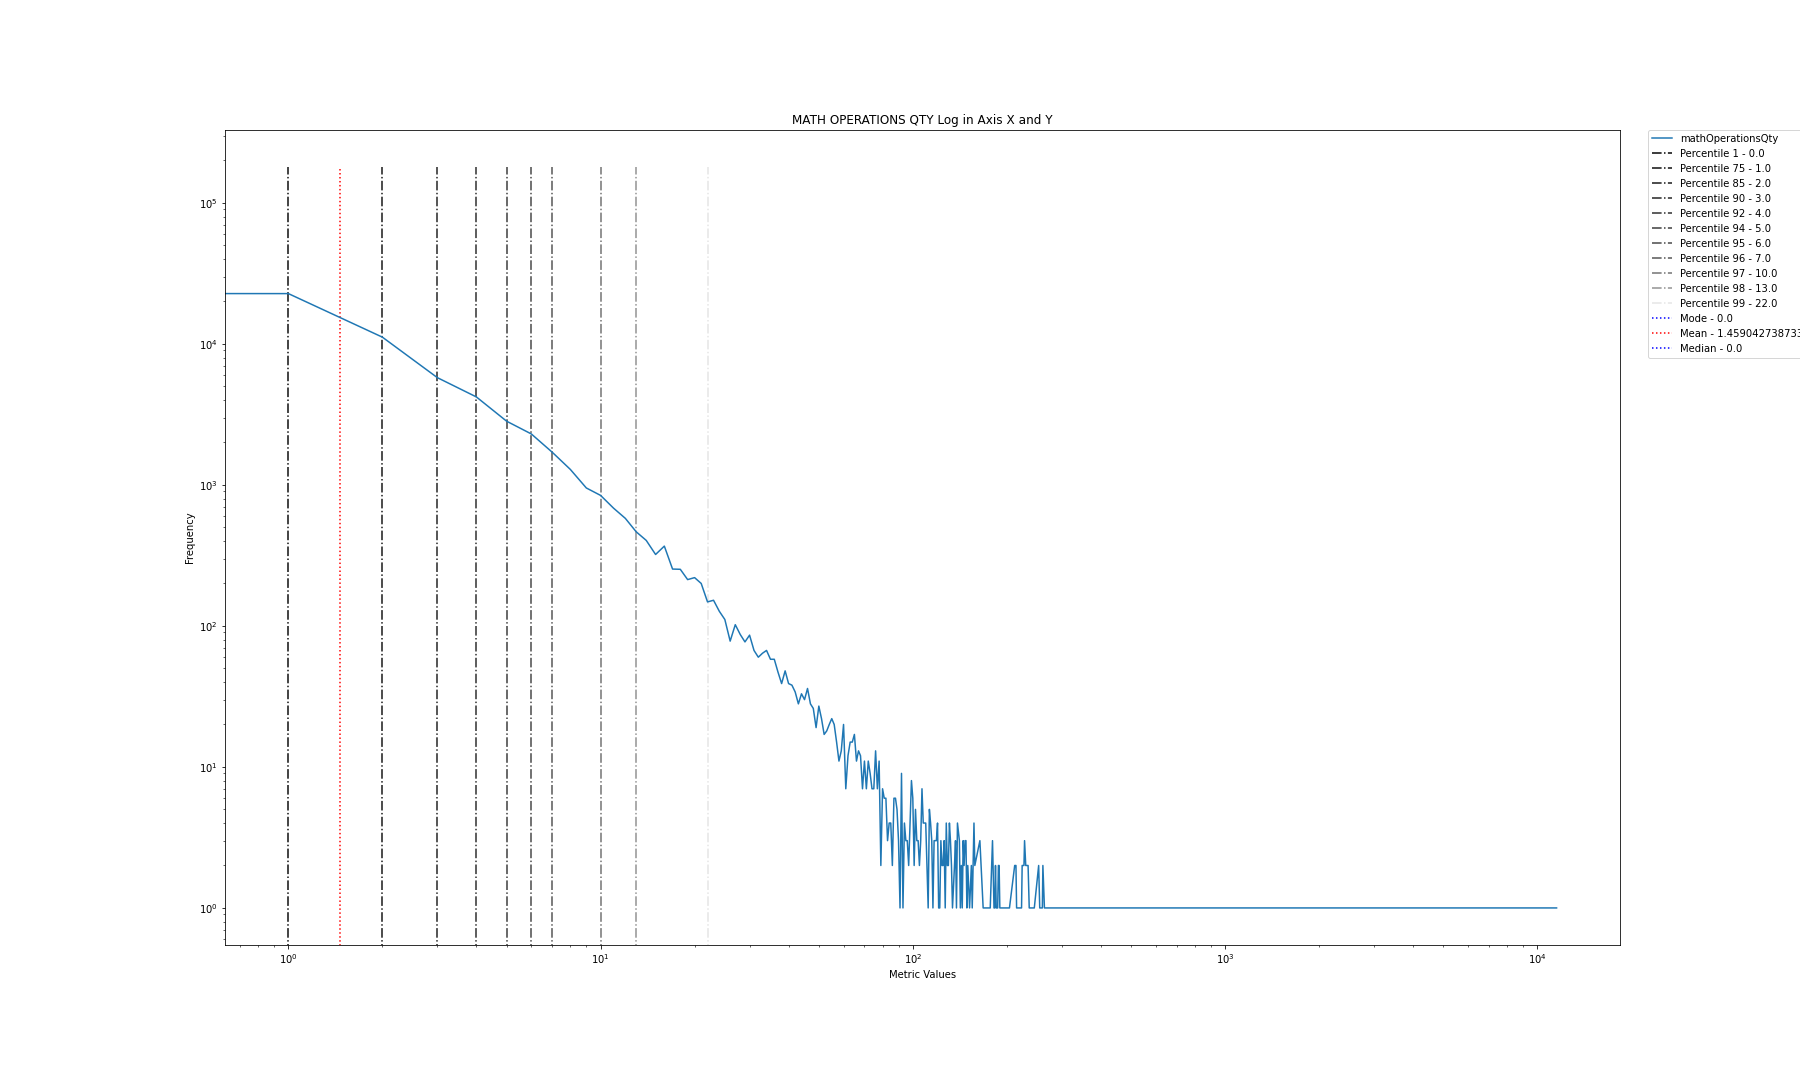 MATH OPERATIONS QTY Log in Axis X and Y
mathOperationsQty
Percentile 1 - 0.0
Percentile 75 - 1.0
Percentile 85 - 2.0
Percentile 90 - 3.0
Percentile 92 - 4.0
Percentile 94 - 5.0
Percentile 95 - 6.0
Percentile 96 - 7.0
Percentile 97 - 10.0
Percentile 98 - 13.0
Percentile 99 - 22.0
Mode - 0.0
Mean - 1.459042738733
Median - 0.0
10⁵
10⁴
10³
10²
10¹
10⁰
Frequency
10⁰ 10¹ 10² 10³ 10⁴
Metric Values